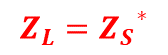 Z_L = Z_S^*